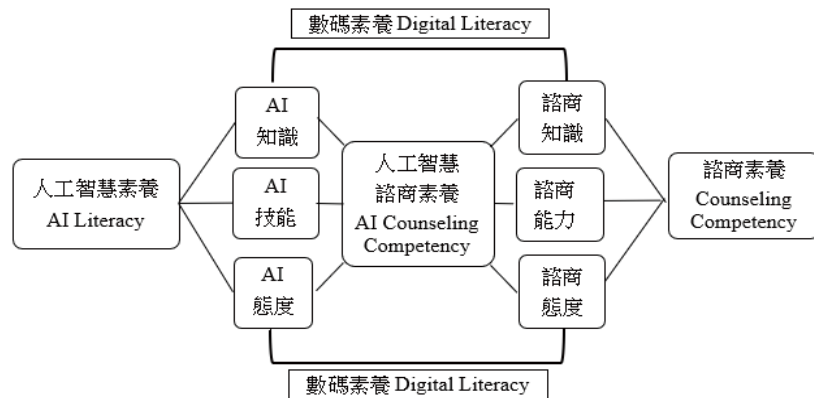 數碼素養 Digital Literacy
AI
知識
諮商
知識
人工智慧素養
AI Literacy
AI
技能
人工智慧
諮商素養
AI Counseling
Competency
諮商
能力
諮商素養
Counseling
Competency
AI
態度
諮商
態度
數碼素養 Digital Literacy